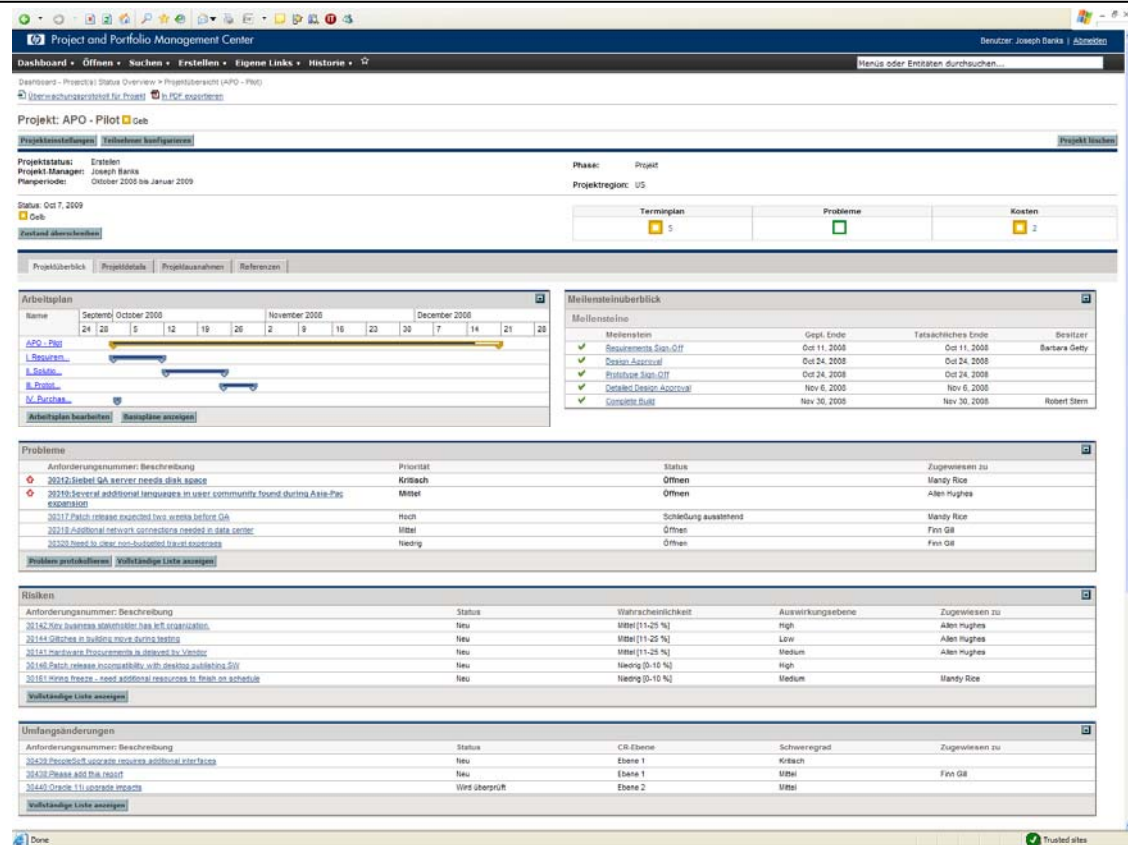 Project and Portfolio Management Center
Benutzer: Joseph Banks | Abmelden
Dashboard Öffnen Suchen Erstellen Eigene Links Historie
Menüs oder Entitäten durchsuchen...
Dashboard - Project(s) Status Overview > Projektübersicht (APO - Pilot)
Überwachungsprotokoll für Projekt In PDF exportieren
Projekt: APO - Pilot Gelb
Projekteinstellungen Teilnehmer konfigurieren Projekt löschen
Projektstatus: Erstellen
Projekt-Manager: Joseph Banks
Planperiode: Oktober 2008 bis Januar 2009
Phase: Projekt
Projektregion: US
Status: Oct 7, 2009
Gelb
Zustand überschreiben
Terminplan Probleme Kosten
5 2
Projektüberblick Projektdetails Projektausnahmen Referenzen
Arbeitsplan
Name Septemb October 2008 November 2008 December 2008
24 28 5 12 19 26 2 9 16 23 30 7 14 21 28
APO - Pilot
I. Requirem...
II. Solutio...
III. Protot...
IV. Purchas...
Arbeitsplan bearbeiten Basispläne anzeigen
Meilensteinüberblick
Meilensteine
Meilenstein Gepl. Ende Tatsächliches Ende Besitzer
Requirements Sign-Off Oct 11, 2008 Oct 11, 2008 Barbara Getty
Design Approval Oct 24, 2008 Oct 24, 2008
Prototype Sign-Off Oct 24, 2008 Oct 24, 2008
Detailed Design Approval Nov 6, 2008 Nov 6, 2008
Complete Build Nov 30, 2008 Nov 30, 2008 Robert Stern
Probleme
Anforderungsnummer: Beschreibung Priorität Status Zugewiesen zu
30312:Siebel QA server needs disk space Kritisch Öffnen Mandy Rice
30310:Several additional languages in user community found during Asia-Pac
expansion Mittel Öffnen Allen Hughes
30317:Patch release expected two weeks before QA Hoch Schließung ausstehend Mandy Rice
30318:Additional network connections needed in data center Mittel Öffnen Finn Gill
30320:Need to clear non-budgeted travel expenses Niedrig Öffnen Finn Gill
Problem protokollieren Vollständige Liste anzeigen
Risiken
Anforderungsnummer: Beschreibung Status Wahrscheinlichkeit Auswirkungsebene Zugewiesen zu
30142:Key business stakeholder has left organization. Neu Mittel [11-25 %] High Allen Hughes
30144:Glitches in building move during testing Neu Mittel [11-25 %] Low Allen Hughes
30141:Hardware Procurements is delayed by Vendor Neu Mittel [11-25 %] Medium Allen Hughes
30146:Patch release incompatibility with desktop publishing SW Neu Niedrig [0-10 %] High
30161:Hiring freeze - need additional resources to finish on schedule Neu Niedrig [0-10 %] Medium Mandy Rice
Vollständige Liste anzeigen
Umfangsänderungen
Anforderungsnummer: Beschreibung Status CR-Ebene Schweregrad Zugewiesen zu
30439:PeopleSoft upgrade requires additional interfaces Neu Ebene 1 Kritisch
30438:Please add this report Neu Ebene 1 Mittel Finn Gill
30440:Oracle 11i upgrade impacts Wird überprüft Ebene 2 Mittel
Vollständige Liste anzeigen
Done Trusted sites